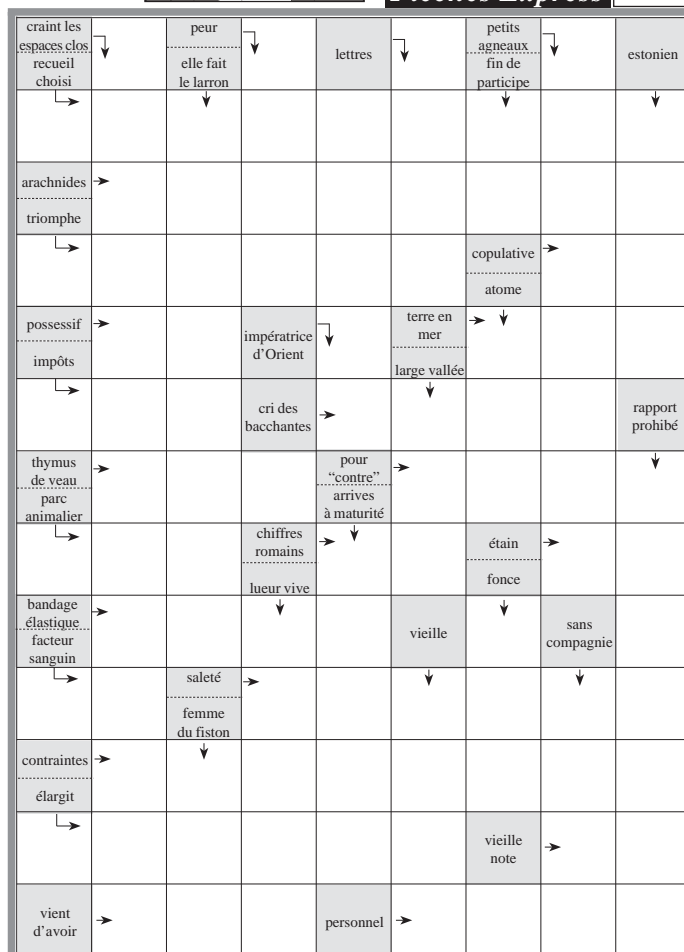 Flèches Express
craint les
espaces clos
recueil
choisi
peur
elle fait
le larron
lettres
petits
agneaux
fin de
participe
estonien
arachnides
triomphe
copulative
atome
possessif
impôts
impératrice
d’Orient
terre en
mer
large vallée
cri des
bacchantes
rapport
prohibé
thymus
de veau
parc
animalier
pour
“contre”
arrives
à maturité
chiffres
romains
lueur vive
étain
fonce
bandage
élastique
facteur
sanguin
vieille
sans
compagnie
saleté
femme
du fiston
contraintes
élargit
vieille
note
vient
d’avoir
personnel